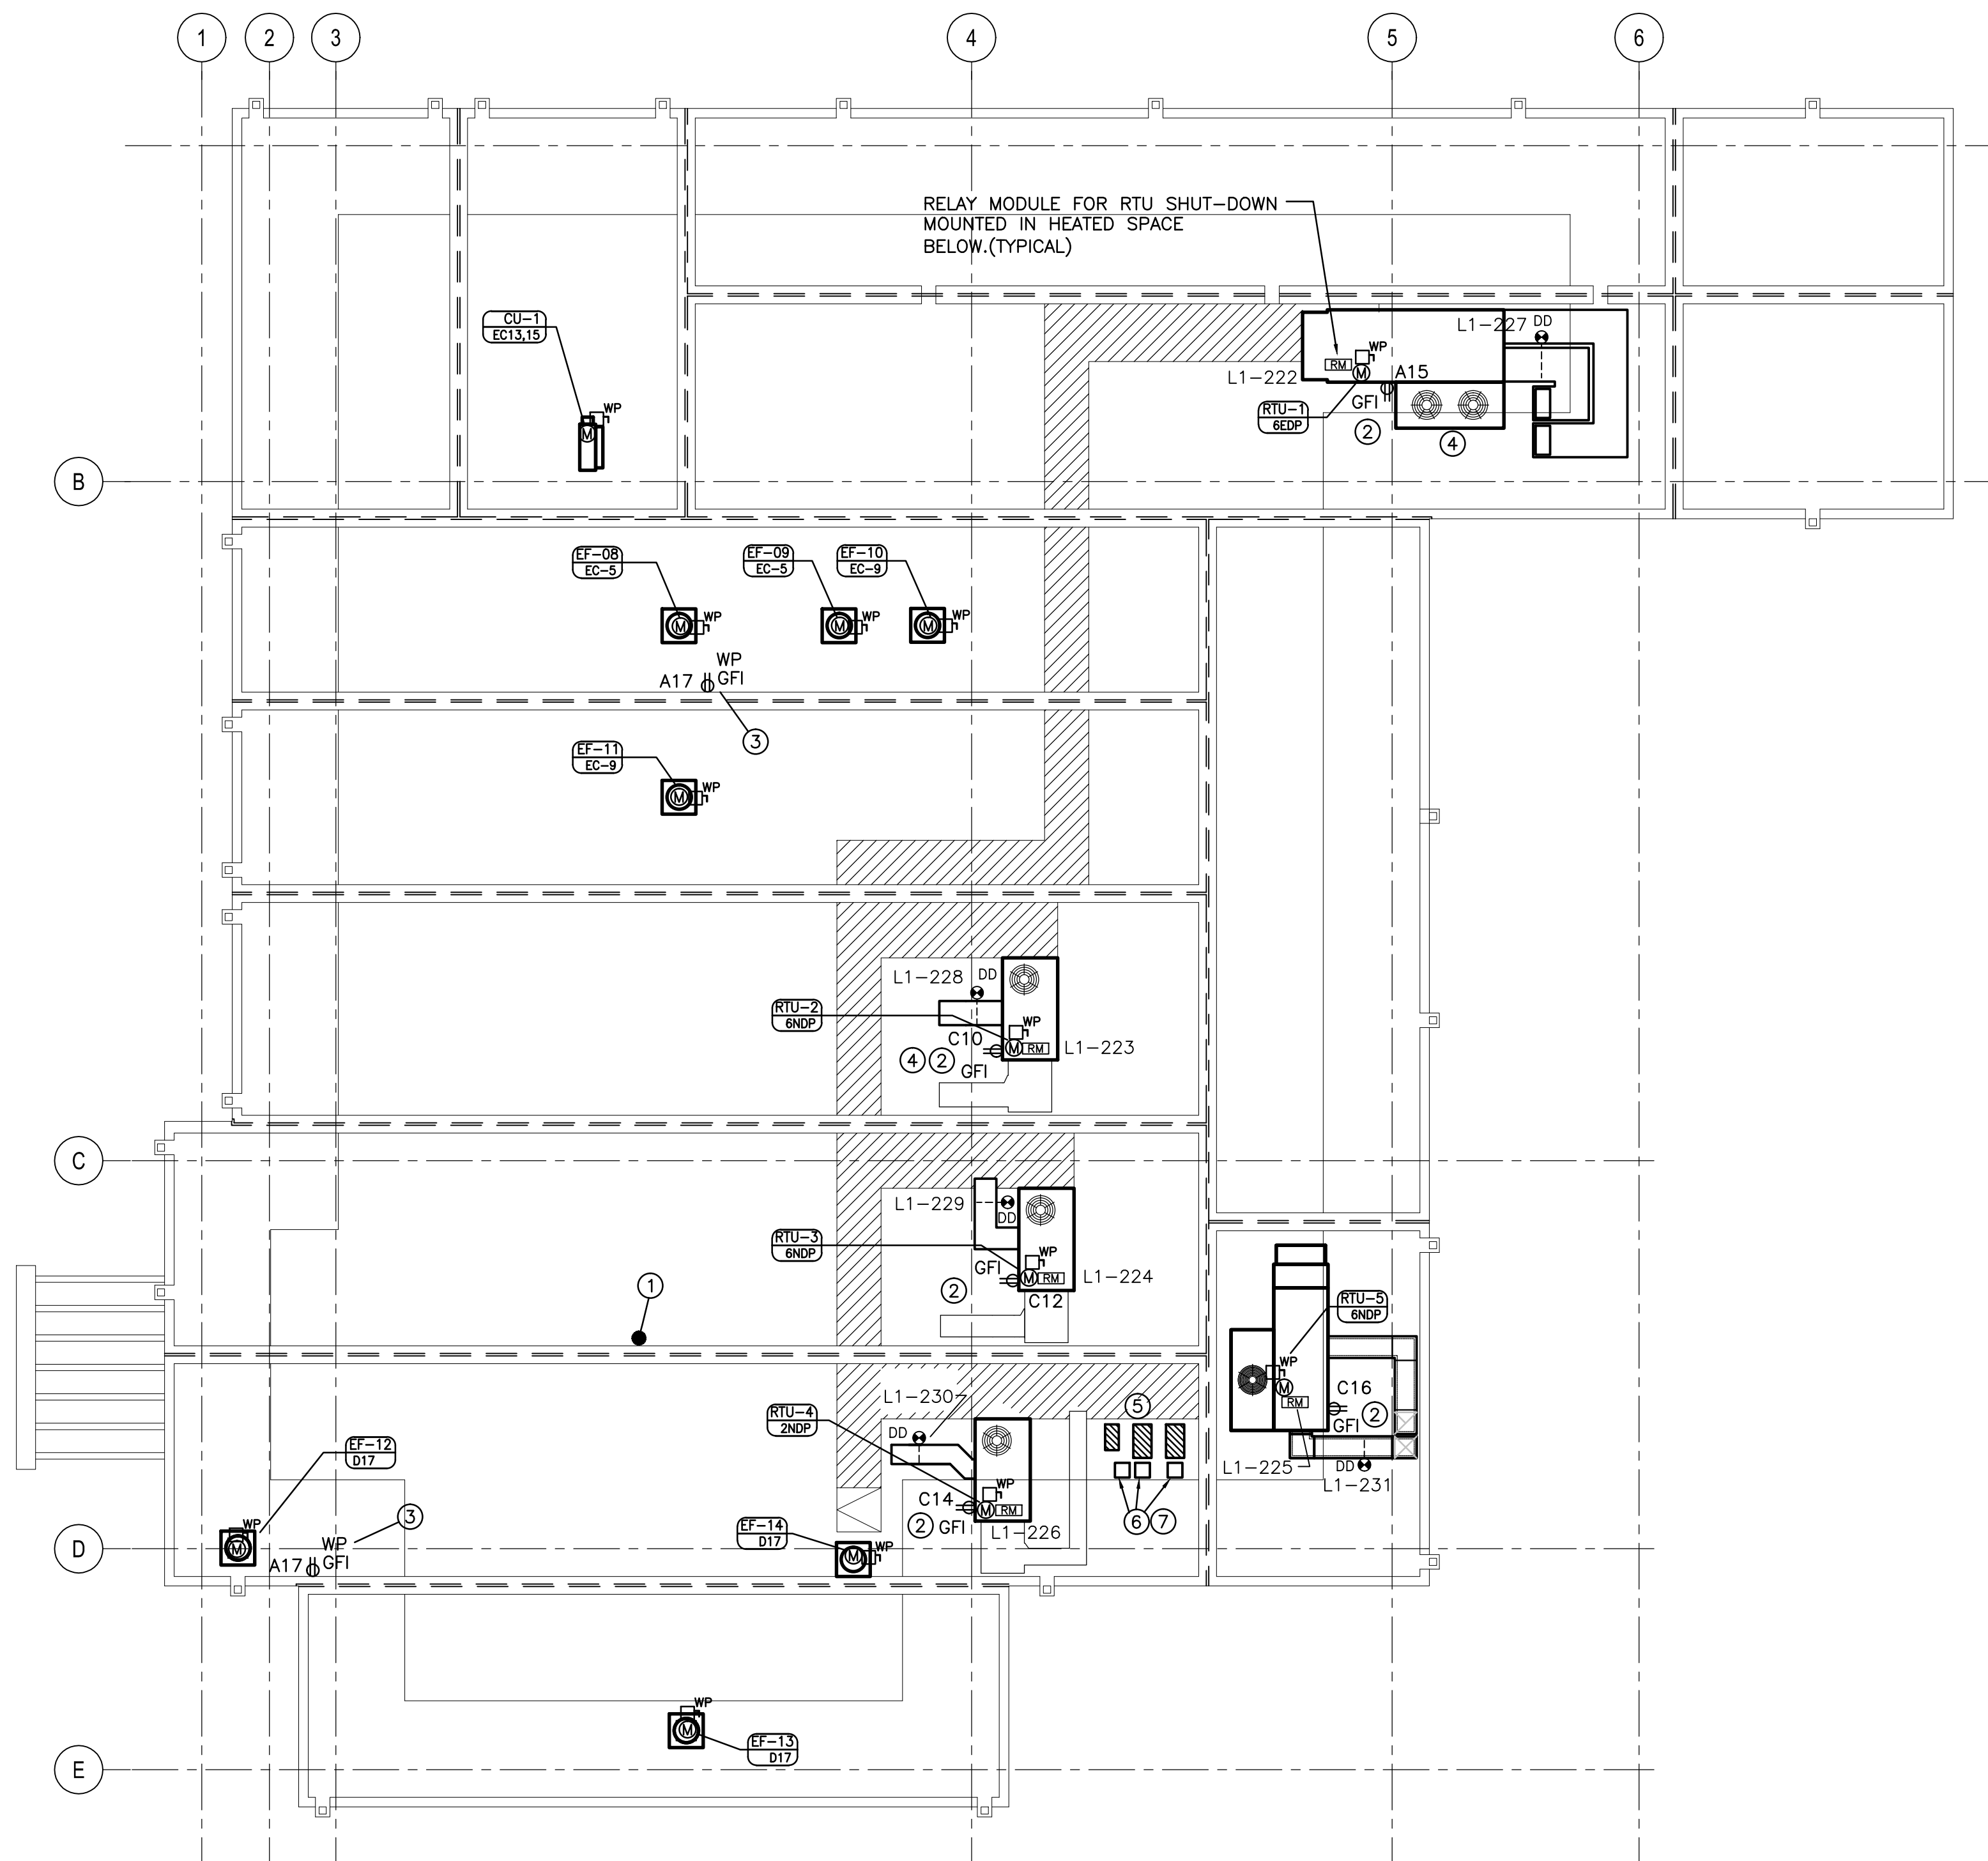 1
2
3
4
5
6
RELAY MODULE FOR RTU SHUT-DOWN
MOUNTED IN HEATED SPACE
BELOW.(TYPICAL)
CU-1
EC13,15
WP
L1-227
DD
WP
RM
M
A15
L1-222
GFI
RTU-1
6EDP
2
4
M
B
EF-08
EC-5
EF-09
EC-5
EF-10
EC-9
M
WP
M
WP
M
WP
WP
GFI
A17
3
EF-11
EC-9
M
WP
L1-228
DD
RTU-2
6NDP
WP
C10
M
RM
L1-223
4
2
GFI
C
L1-229
DD
RTU-3
6NDP
WP
GFI
M
RM
L1-224
2
C12
1
RTU-5
6NDP
WP
M
RM
C16
GFI
2
L1-225
DD
L1-231
L1-230
5
RTU-4
2NDP
DD
WP
C14
M
RM
2
GFI
L1-226
6
7
EF-12
D17
WP
M
3
WP
GFI
A17
EF-14
D17
M
WP
D
WP
M
EF-13
D17
E